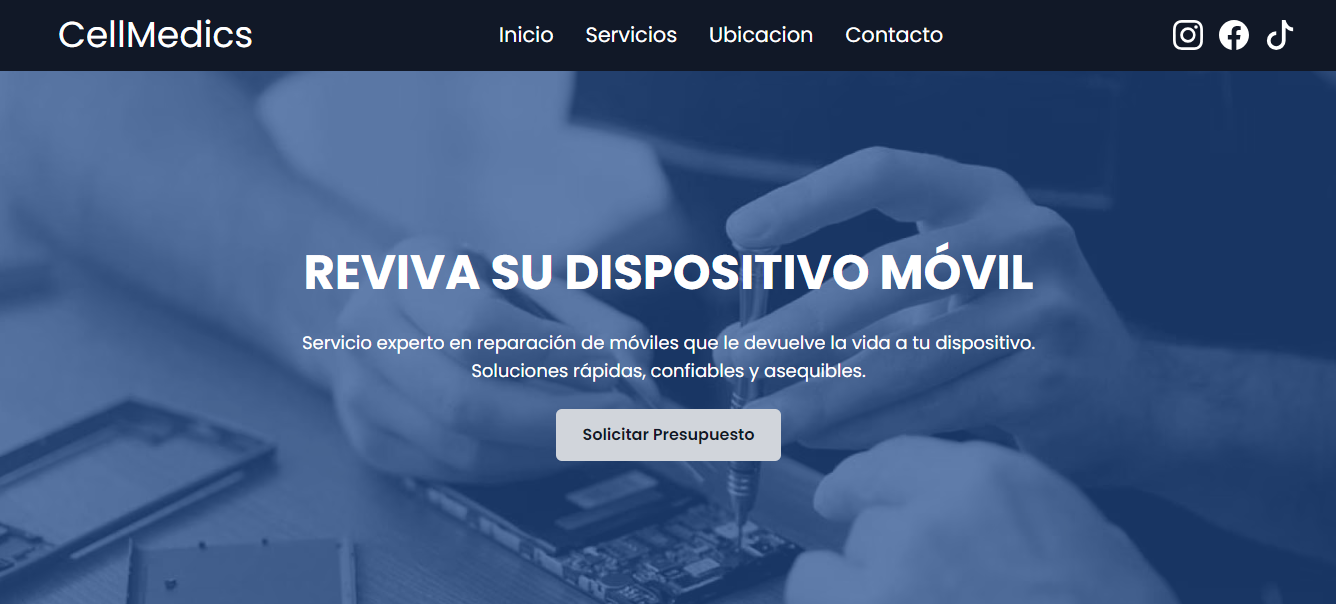 CellMedics
Inicio Servicios Ubicacion Contacto
REVIVA SU DISPOSITIVO MÓVIL
Servicio experto en reparación de móviles que le devuelve la vida a tu dispositivo.
Soluciones rápidas, confiables y asequibles.
Solicitar Presupuesto